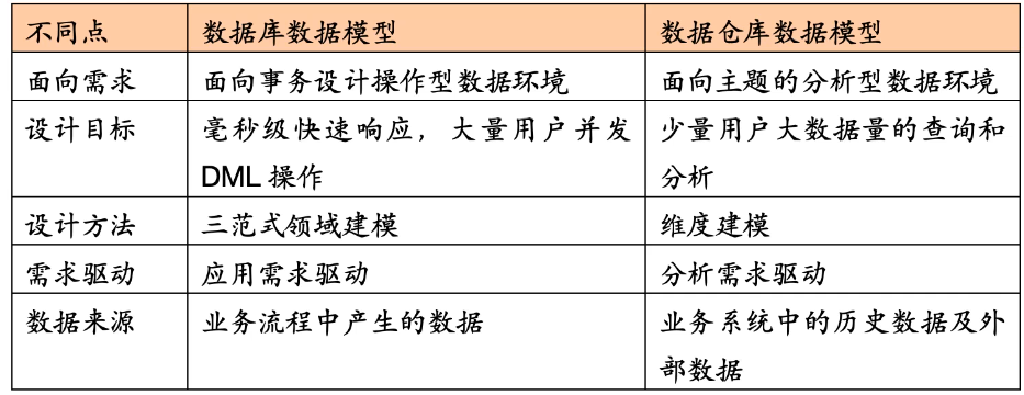 不同点 数据库数据模型 数据仓库数据模型
面向需求 面向事务设计操作型数据环境 面向主题的分析型数据环境
设计目标 毫秒级快速响应，大量用户并发 少量用户大数据量的查询和
DML 操作 分析
设计方法 三范式领域建模 维度建模
需求驱动 应用需求驱动 分析需求驱动
数据来源 业务流程中产生的数据 业务系统中的历史数据及外
部数据